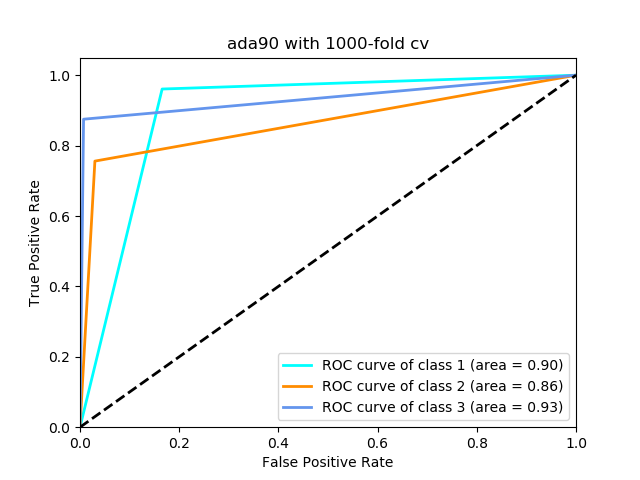 ada90 with 1000-fold cv
1.0
0.8
0.6
0.4
0.2
0.0
True Positive Rate
ROC curve of class 1 (area = 0.90)
ROC curve of class 2 (area = 0.86)
ROC curve of class 3 (area = 0.93)
0.0 0.2 0.4 0.6 0.8 1.0
False Positive Rate